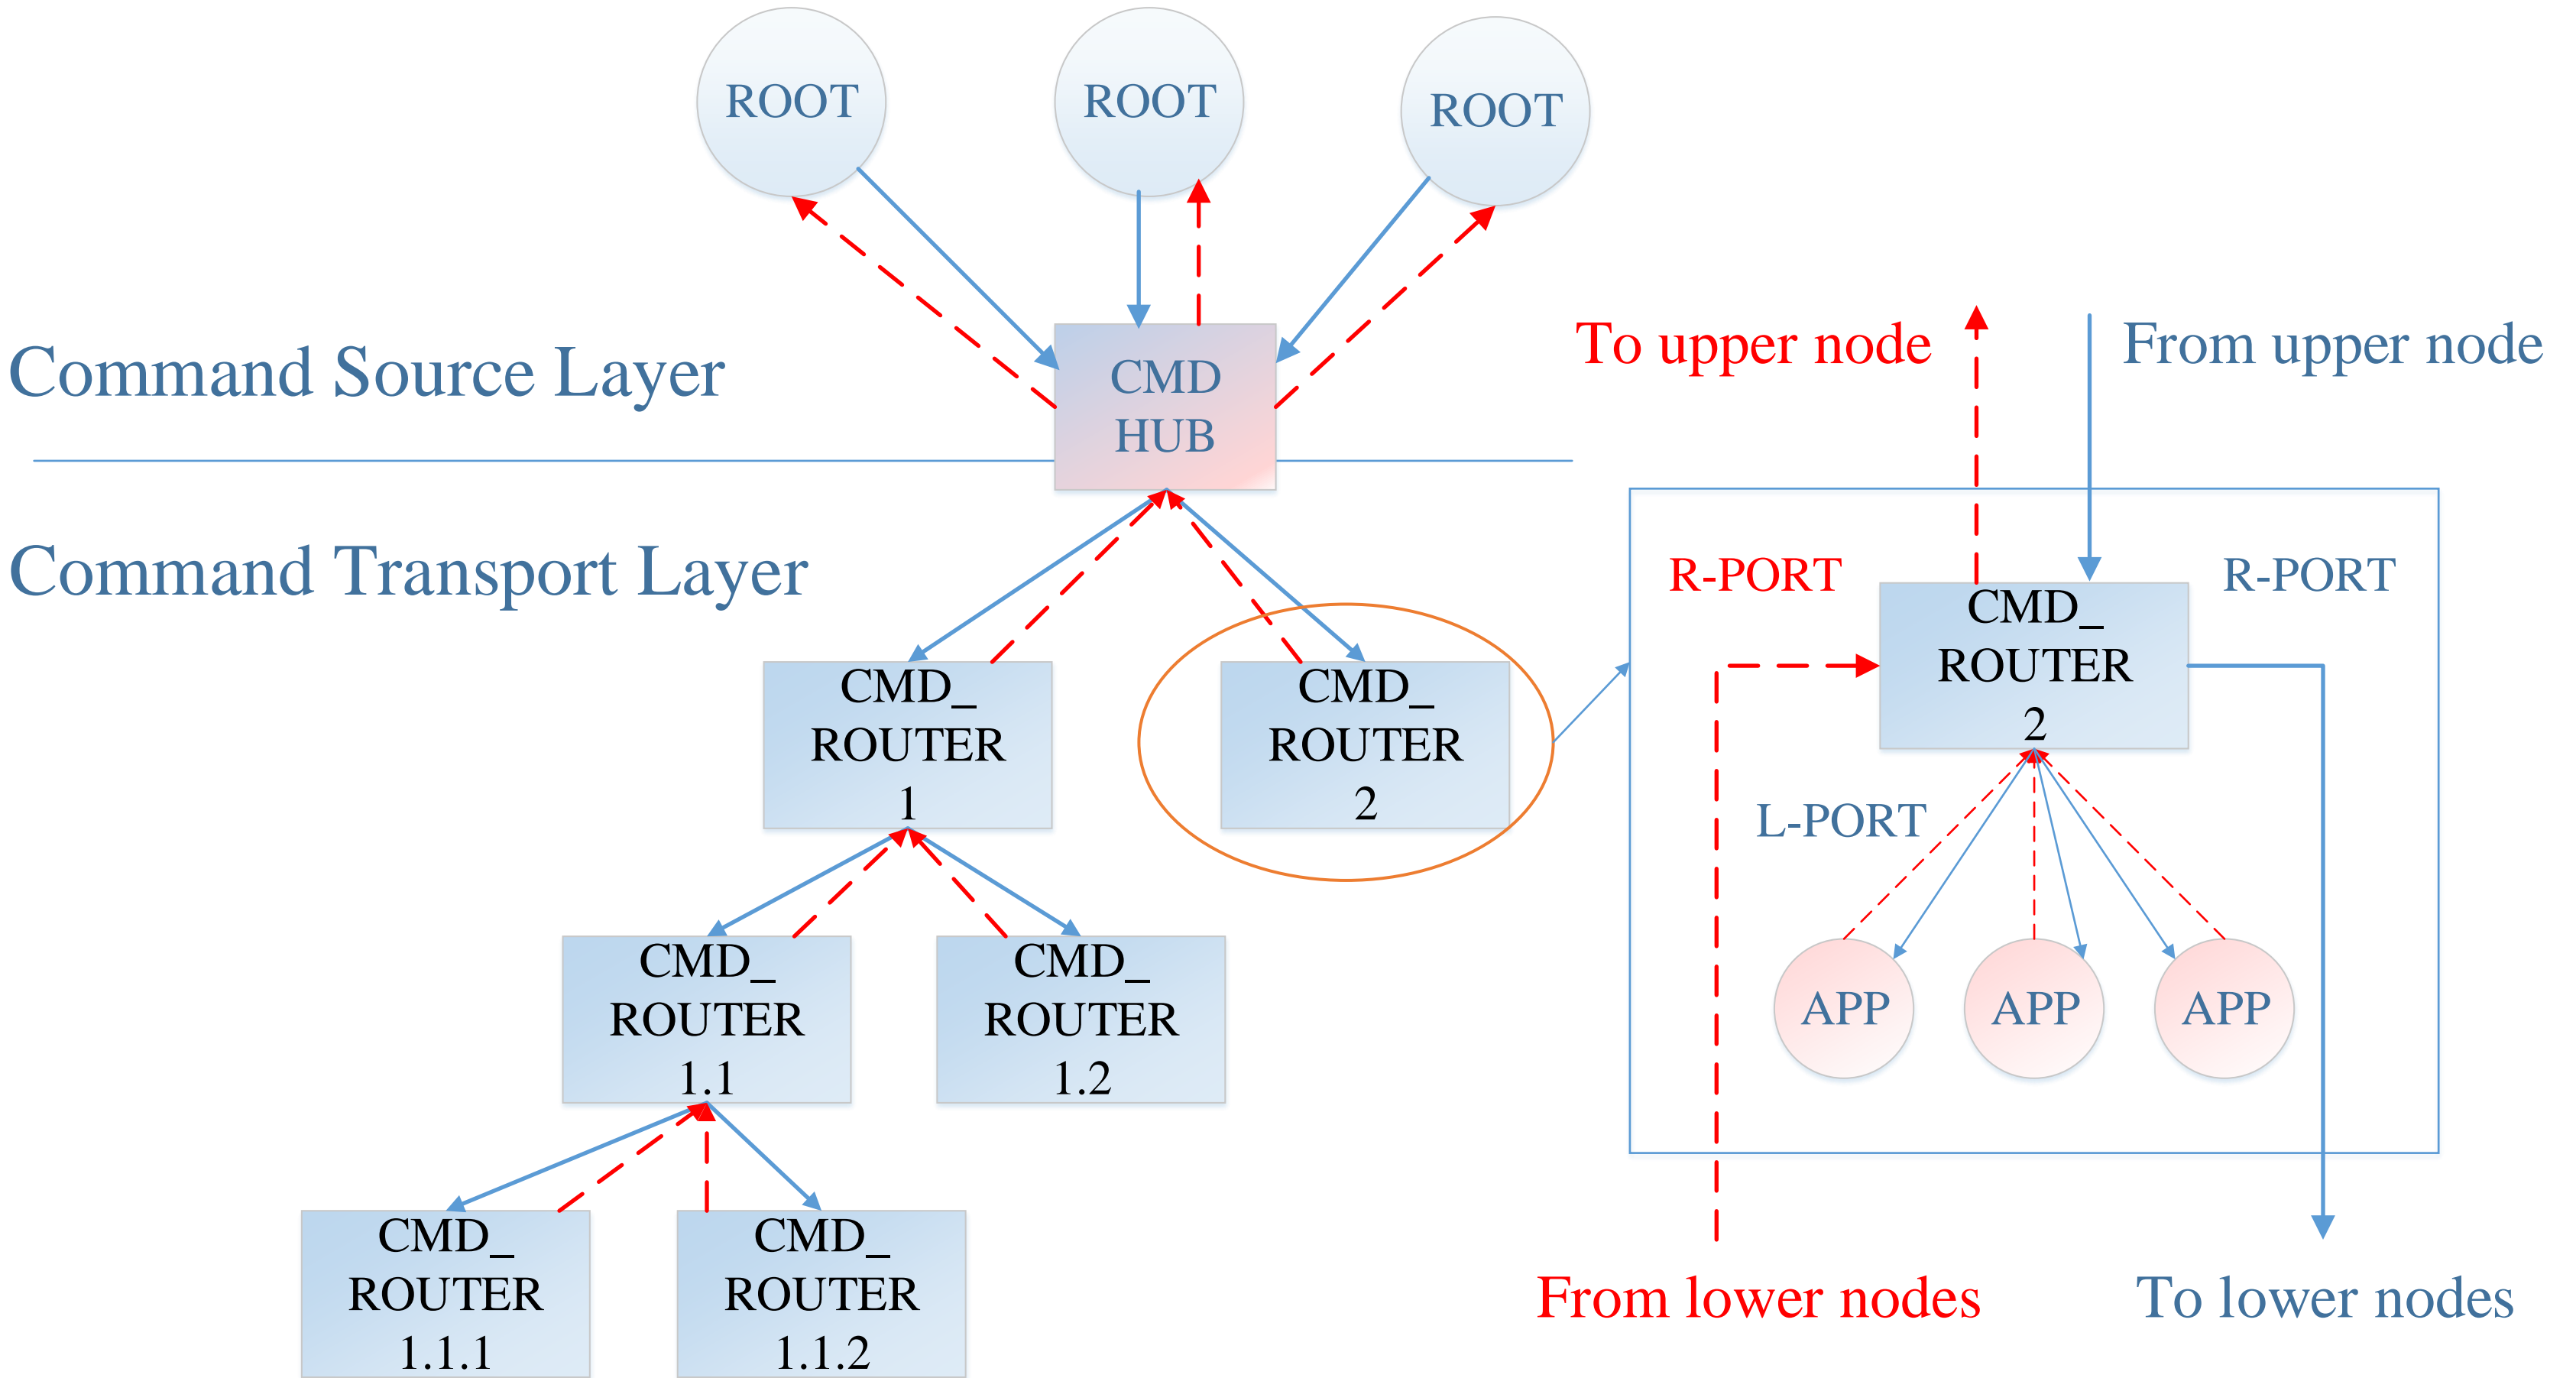 ROOT
ROOT
ROOT
Command Source Layer
CMD
HUB
To upper node
From upper node
Command Transport Layer
R-PORT
R-PORT
CMD_
ROUTER
2
CMD_
ROUTER
1
CMD_
ROUTER
2
L-PORT
CMD_
ROUTER
1.1
CMD_
ROUTER
1.2
APP
APP
APP
CMD_
ROUTER
1.1.1
CMD_
ROUTER
1.1.2
From lower nodes
To lower nodes